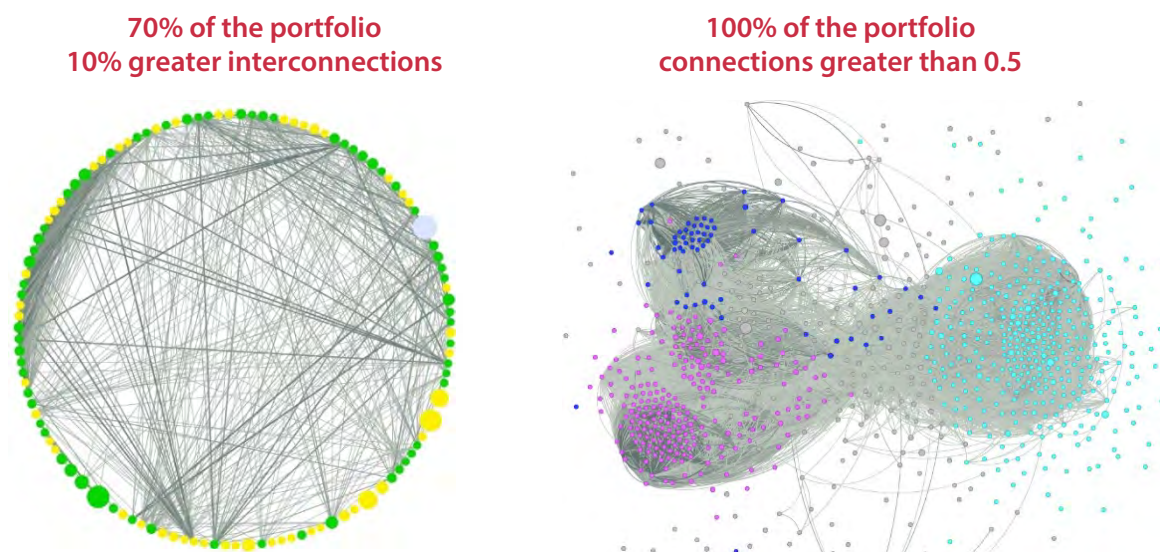 70% of the portfolio
10% greater interconnections
100% of the portfolio
connections greater than 0.5